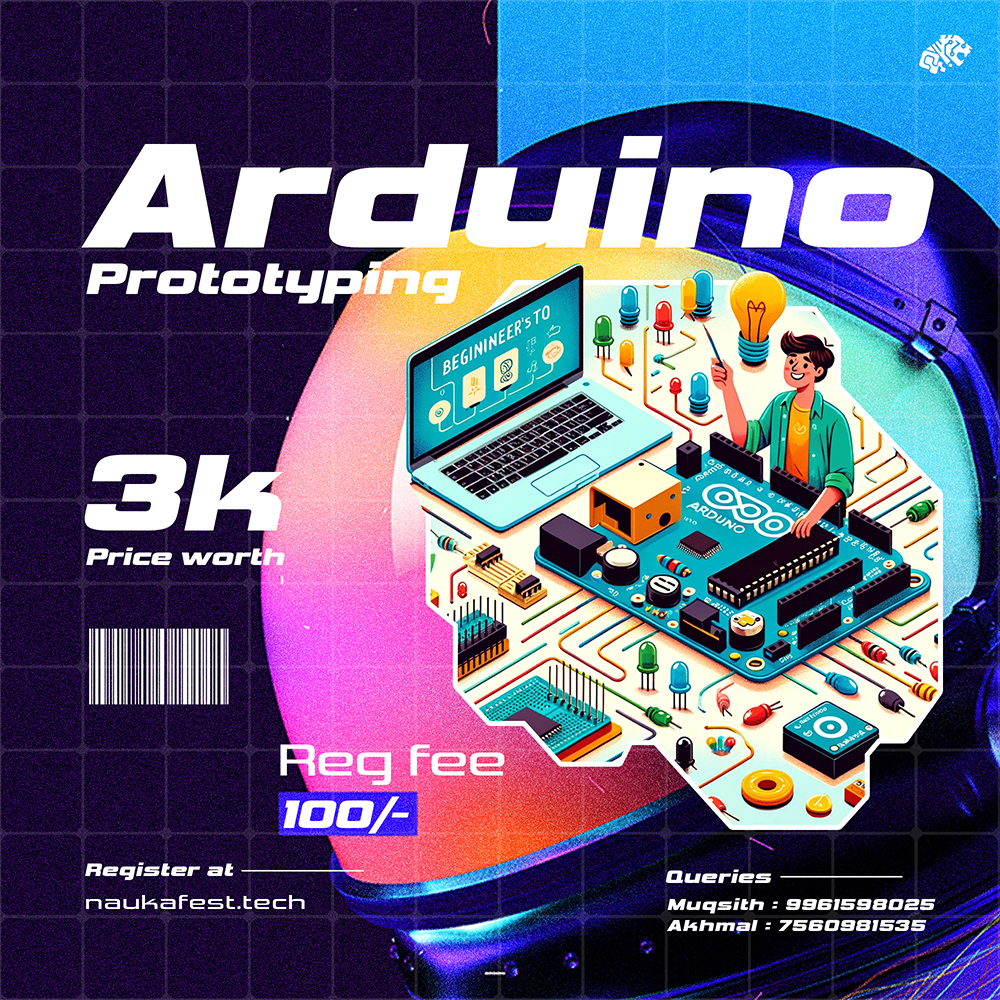 Arduino
Prototyping
BEGININEER'S TO
ARDUINO
3k
Price worth
Reg fee
100/-
Register at
naukafest.tech
Queries
Muqsith : 9961598025
Akhmal : 7560981535